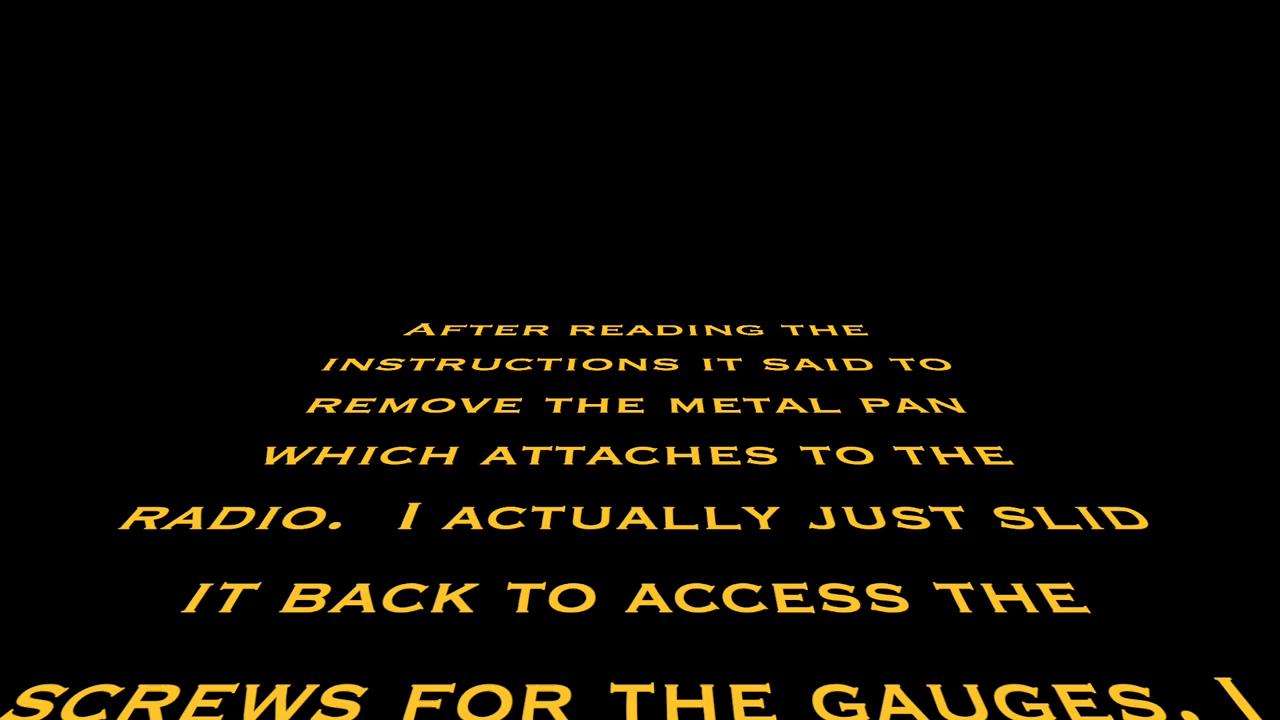 After reading the
instructions it said to
remove the metal pan
which attaches to the
radio.  I actually just slid
it back to access the
screws for the gauges. I